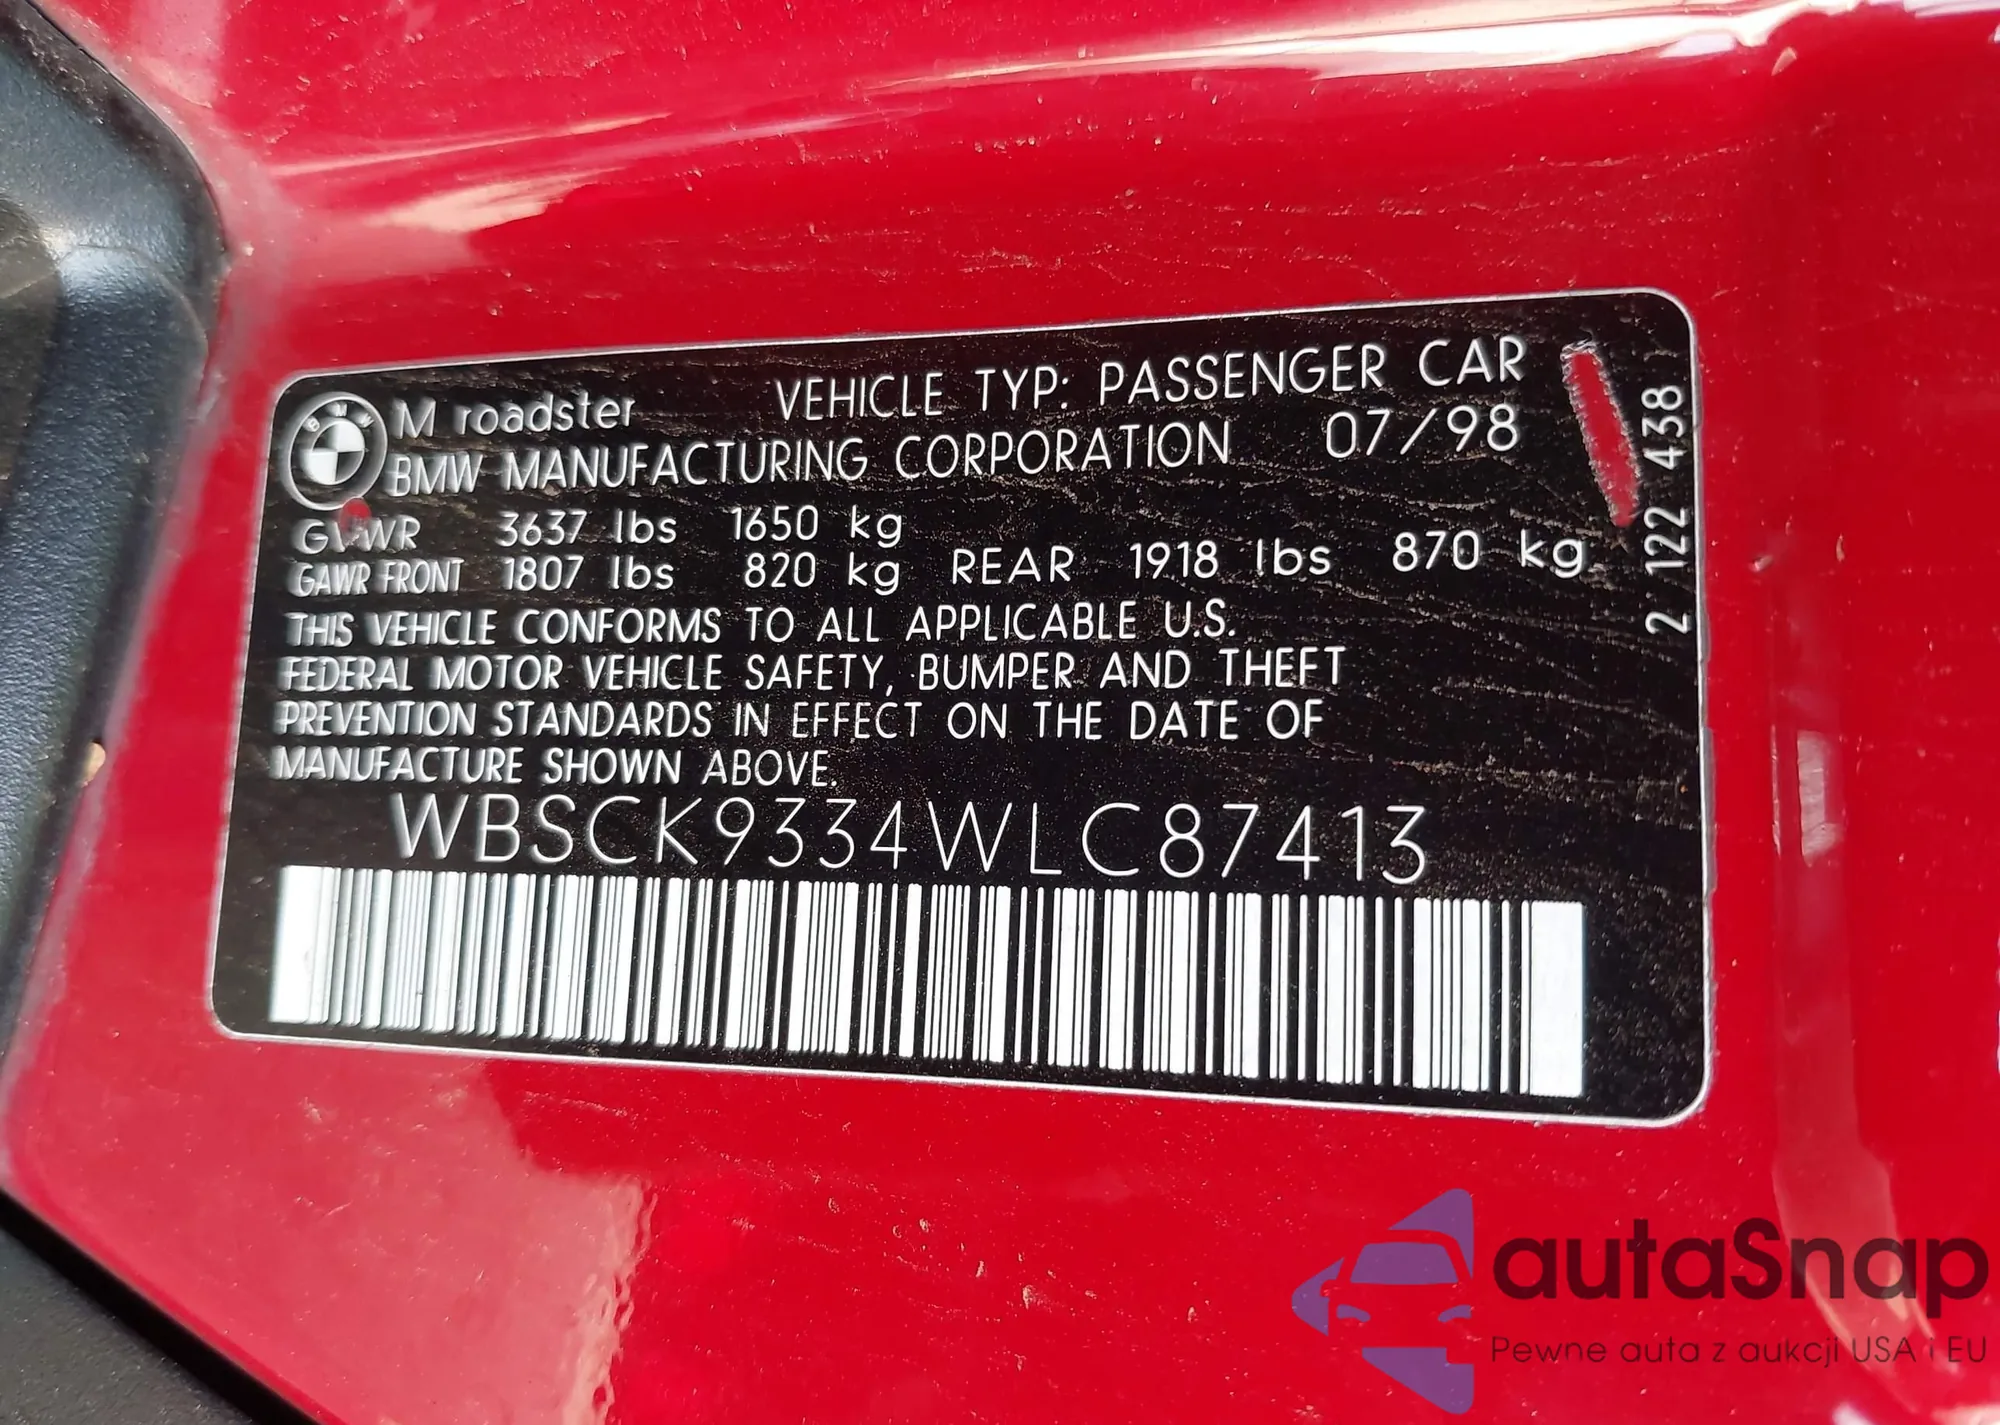 M roadster VEHICLE TYP: PASSENGER CAR
BMW MANUFACTURING CORPORATION 07/98
GVWR 3637 lbs 1650 kg
GAWR FRONT 1807 lbs 820 kg REAR 1918 lbs 870 kg
THIS VEHICLE CONFORMS TO ALL APPLICABLE U.S.
FEDERAL MOTOR VEHICLE SAFETY, BUMPER AND THEFT
PREVENTION STANDARDS IN EFFECT ON THE DATE OF
MANUFACTURE SHOWN ABOVE.
WBSCK9334WLC87413
2 122 438
BMW
autaSnap
Pewne auta z aukcji USA i EU